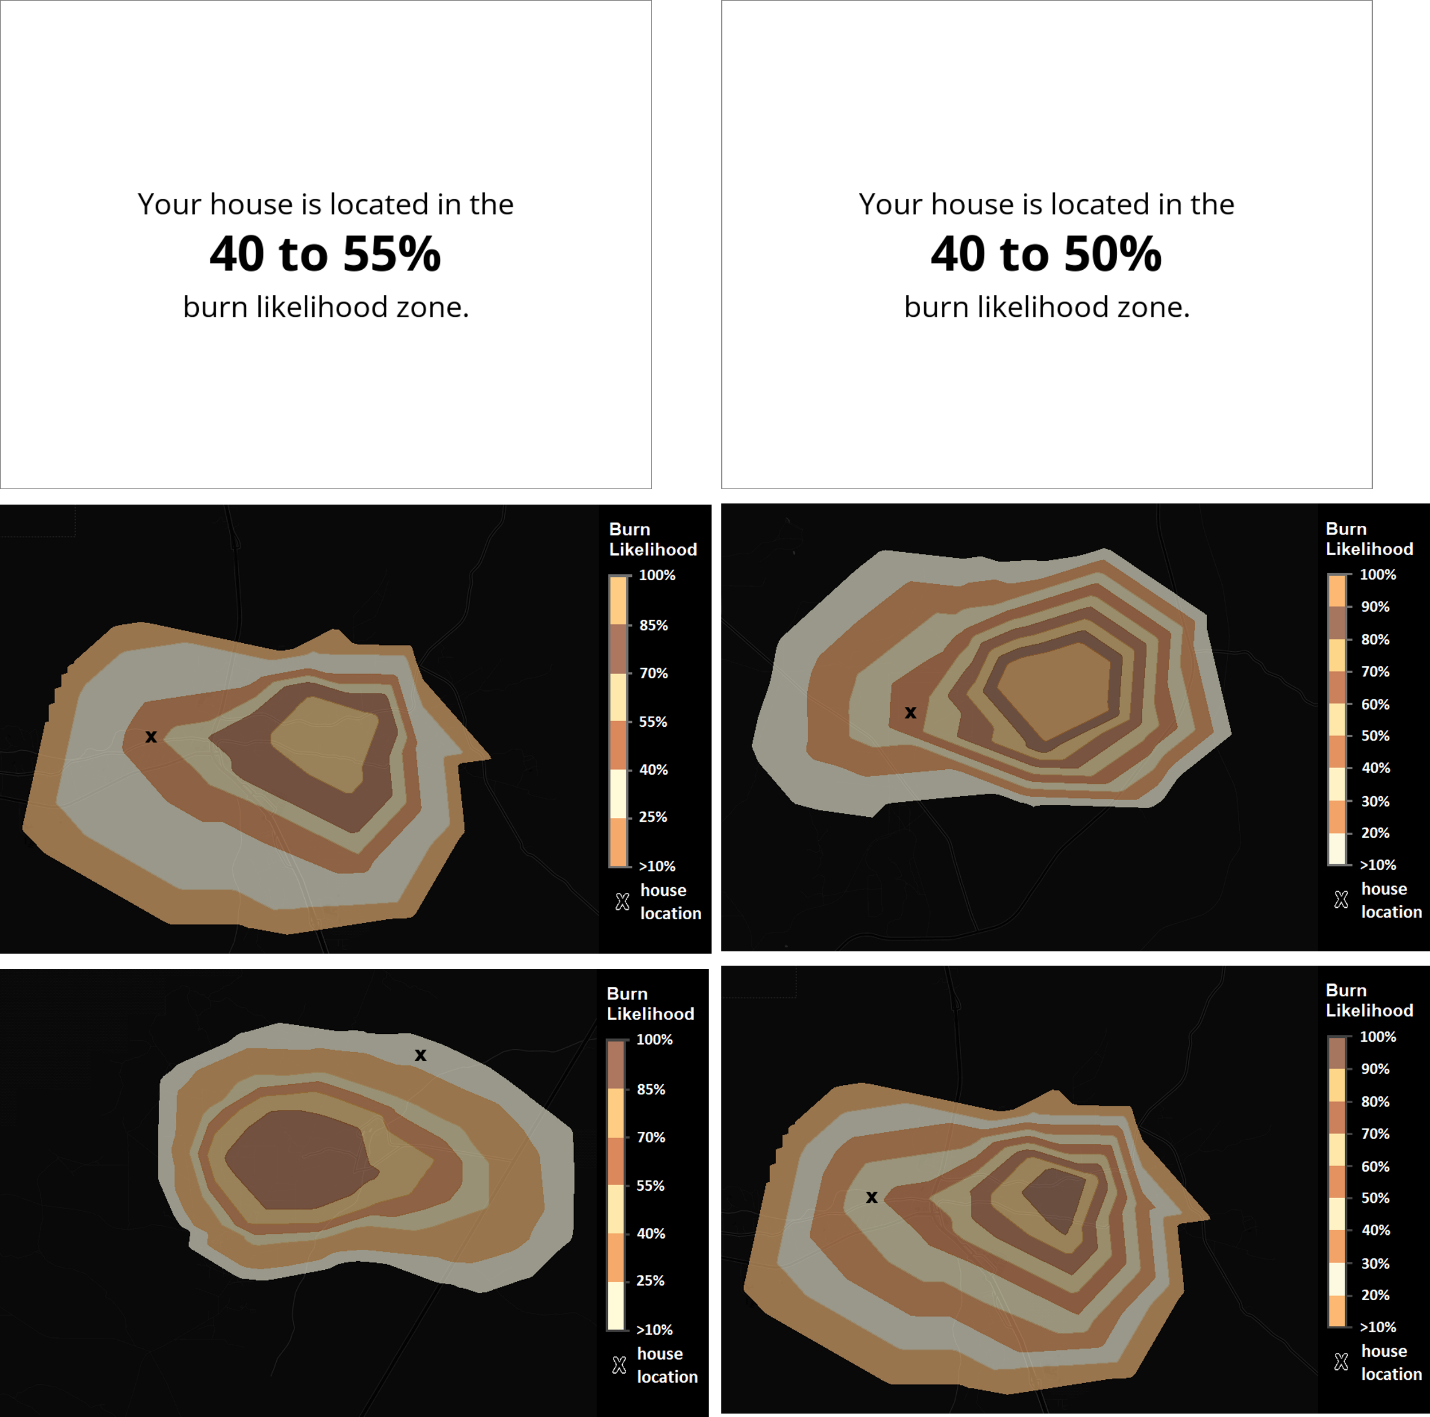 Your house is located in the
40 to 55%
burn likelihood zone.
Your house is located in the
40 to 50%
burn likelihood zone.
Burn
Likelihood
100%
85%
70%
55%
40%
25%
>10%
house
location
X
Burn
Likelihood
100%
90%
80%
70%
60%
50%
40%
30%
20%
>10%
house
location
X
Burn
Likelihood
100%
85%
70%
55%
40%
25%
>10%
house
location
X
Burn
Likelihood
100%
90%
80%
70%
60%
50%
40%
30%
20%
>10%
house
location
X